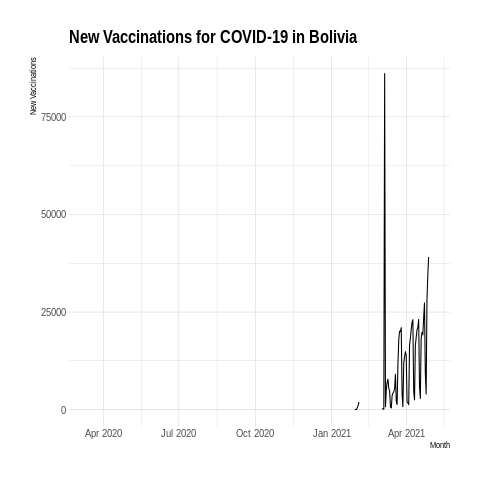 New Vaccinations for COVID-19 in Bolivia
New Vaccinations
75000
50000
25000
0
Apr 2020 Jul 2020 Oct 2020 Jan 2021 Apr 2021
Month